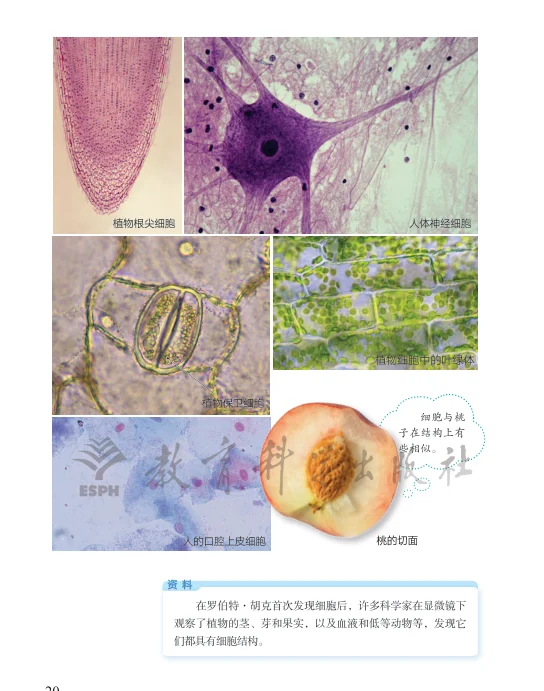 植物根尖细胞
人体神经细胞
植物保卫细胞
植物细胞中的叶绿体
细胞与桃
子在结构上有
些相似。
教育科学出版社
ESPH
人的口腔上皮细胞
桃的切面
资料
在罗伯特·胡克首次发现细胞后，许多科学家在显微镜下
观察了植物的茎、芽和果实，以及血液和低等动物等，发现它
们都具有细胞结构。
20